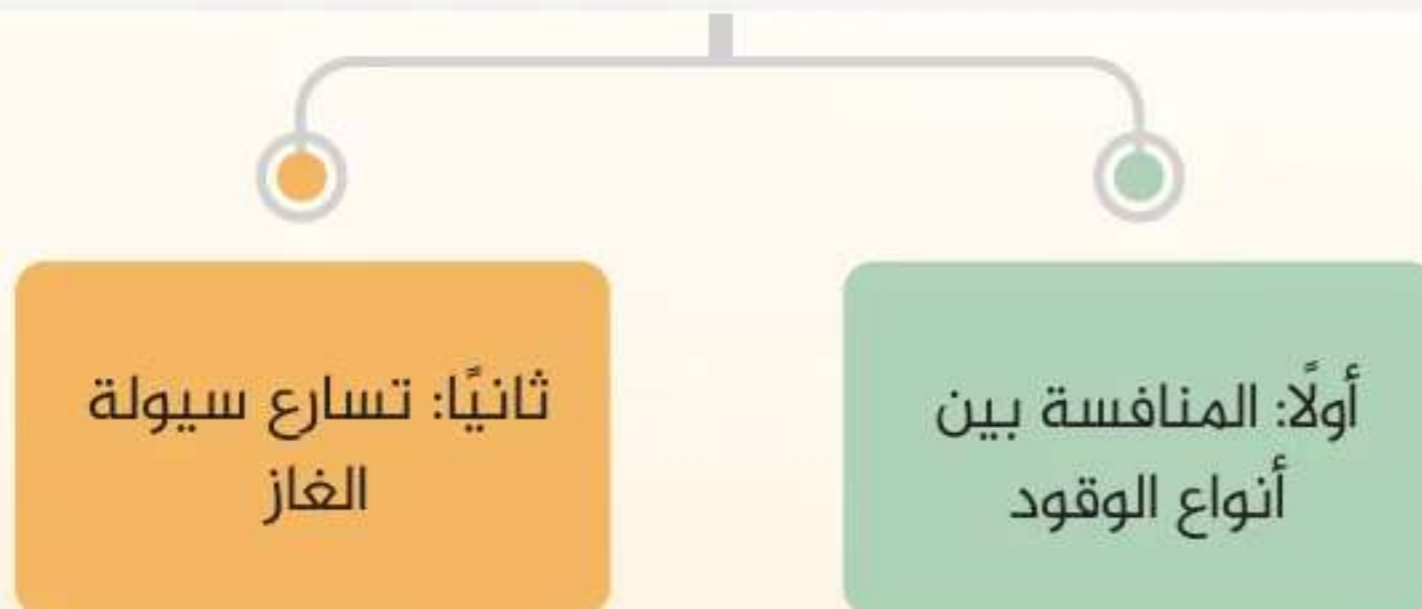 أولًا: المنافسة بين
أنواع الوقود
ثانيًا: تسارع سيولة
الغاز